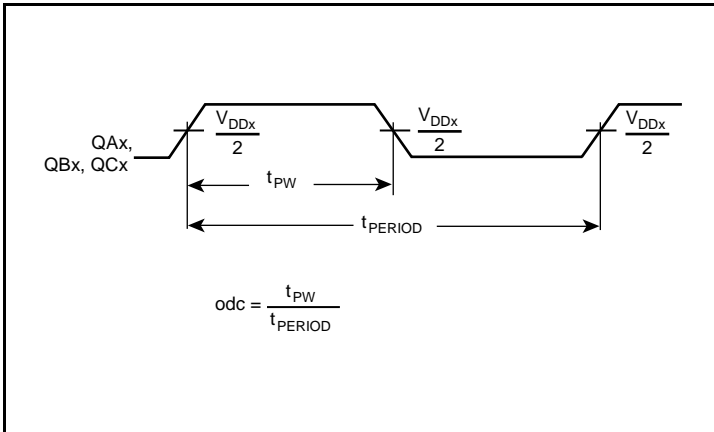 QAx,
QBx, QCx
VDDx
2
VDDx
2
VDDx
2
tPW
tPERIOD
odc = tPW
tPERIOD